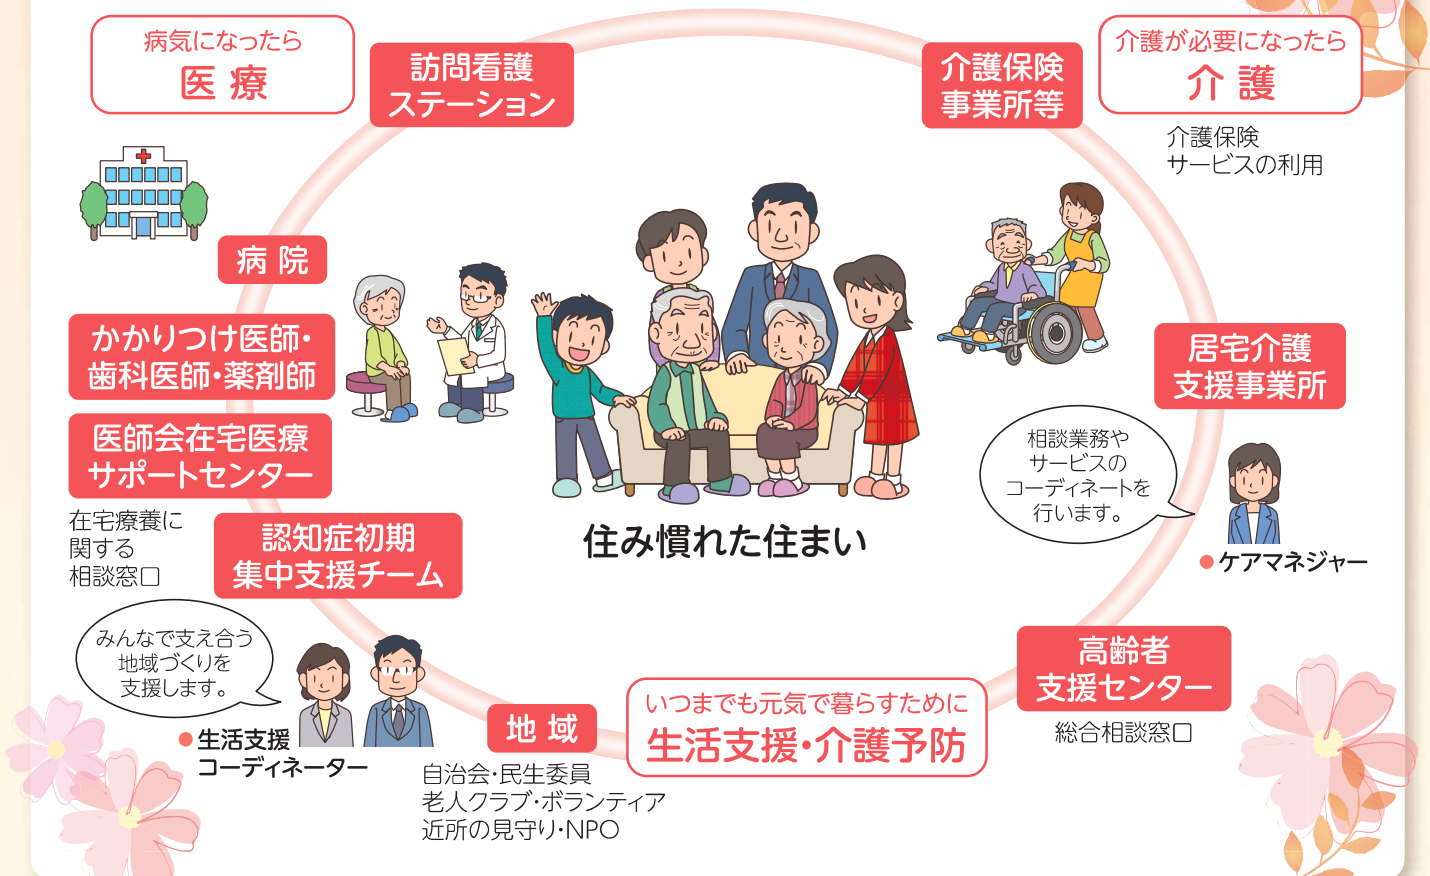 病気になったら
医療
訪問看護
ステーション
介護保険
事業所等
介護が必要になったら
介護
介護保険
サービスの利用
病院
かかりつけ医師・
歯科医師・薬剤師
医師会在宅医療
サポートセンター
在宅療養に
関する
相談窓口
認知症初期
集中支援チーム
住み慣れた住まい
居宅介護
支援事業所
相談業務や
サービスの
コーディネートを
行います。
●ケアマネジャー
みんなで支え合う
地域づくりを
支援します。
●生活支援
コーディネーター
地域
自治会・民生委員
老人クラブ・ボランティア
近所の見守り・NPO
いつまでも元気で暮らすために
生活支援・介護予防
高齢者
支援センター
総合相談窓口